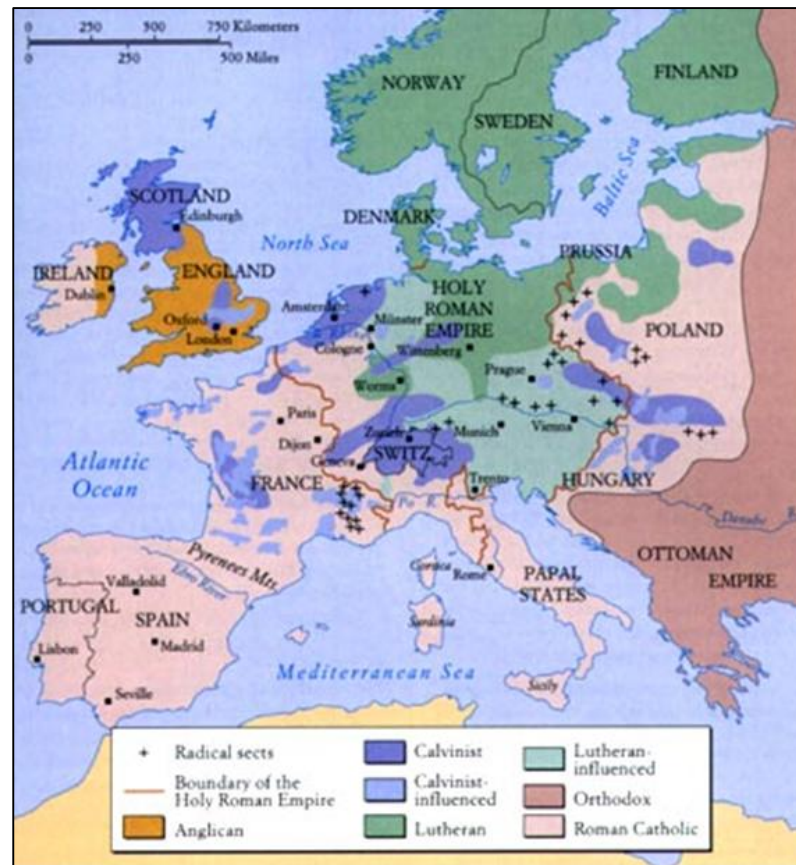 0 250 500 750 Kilometers
0 250 500 Miles
NORWAY
FINLAND
SWEDEN
Baltic Sea
SCOTLAND
Edinburgh
North Sea
DENMARK
IRELAND
Dublin
ENGLAND
PRUSSIA
HOLY
ROMAN
EMPIRE
POLAND
Oxford
London
Münster
Cologne
Wittenberg
Worms
Prague
Paris
Dijon
Zurich
Munich
Vienna
SWITZ.
Geneva
FRANCE
Trento
HUNGARY
Atlantic
Ocean
Po R.
Danube
OTTOMAN
EMPIRE
Pyrenees Mts.
Ebro River
Corsica
Rome
PAPAL
STATES
Valladolid
PORTUGAL
SPAIN
Madrid
Lisbon
Sardinia
Seville
Mediterranean Sea
Sicily
Radical sects
Boundary of the
Holy Roman Empire
Anglican
Calvinist
Calvinist-
influenced
Lutheran
Lutheran-
influenced
Orthodox
Roman Catholic